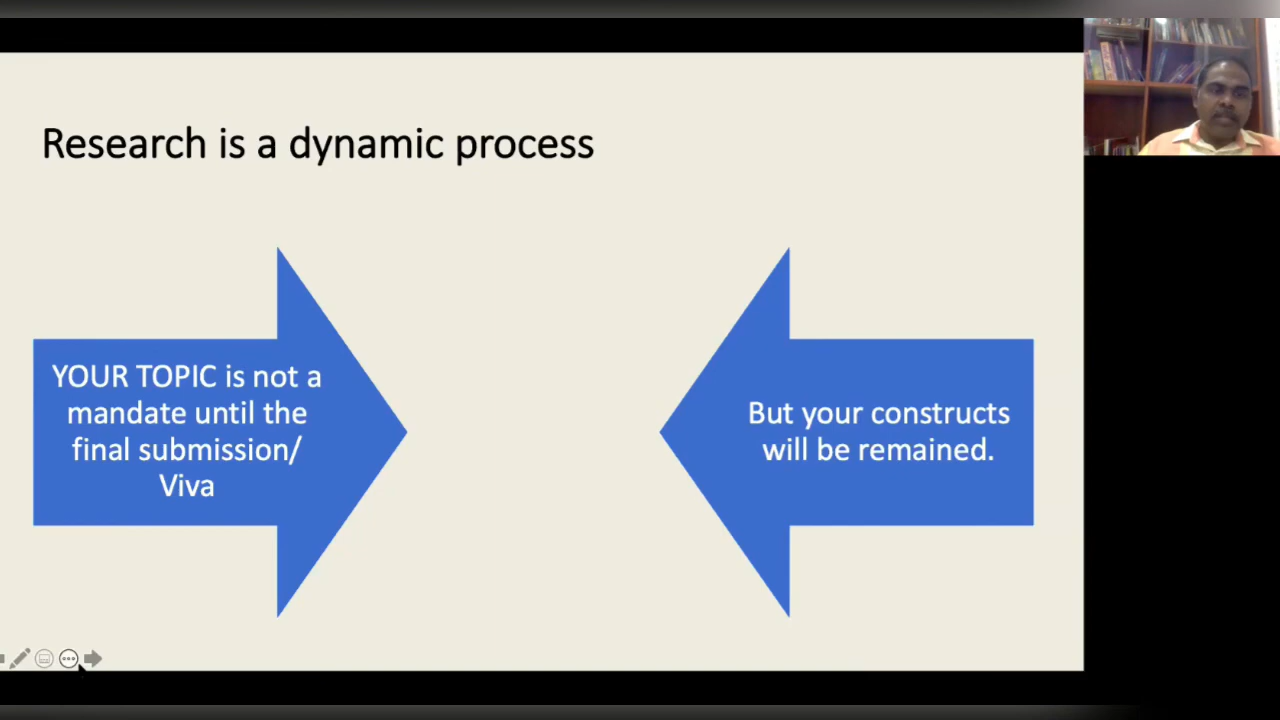 Research is a dynamic process
YOUR TOPIC is not a
mandate until the
final submission/
Viva
But your constructs
will be remained.